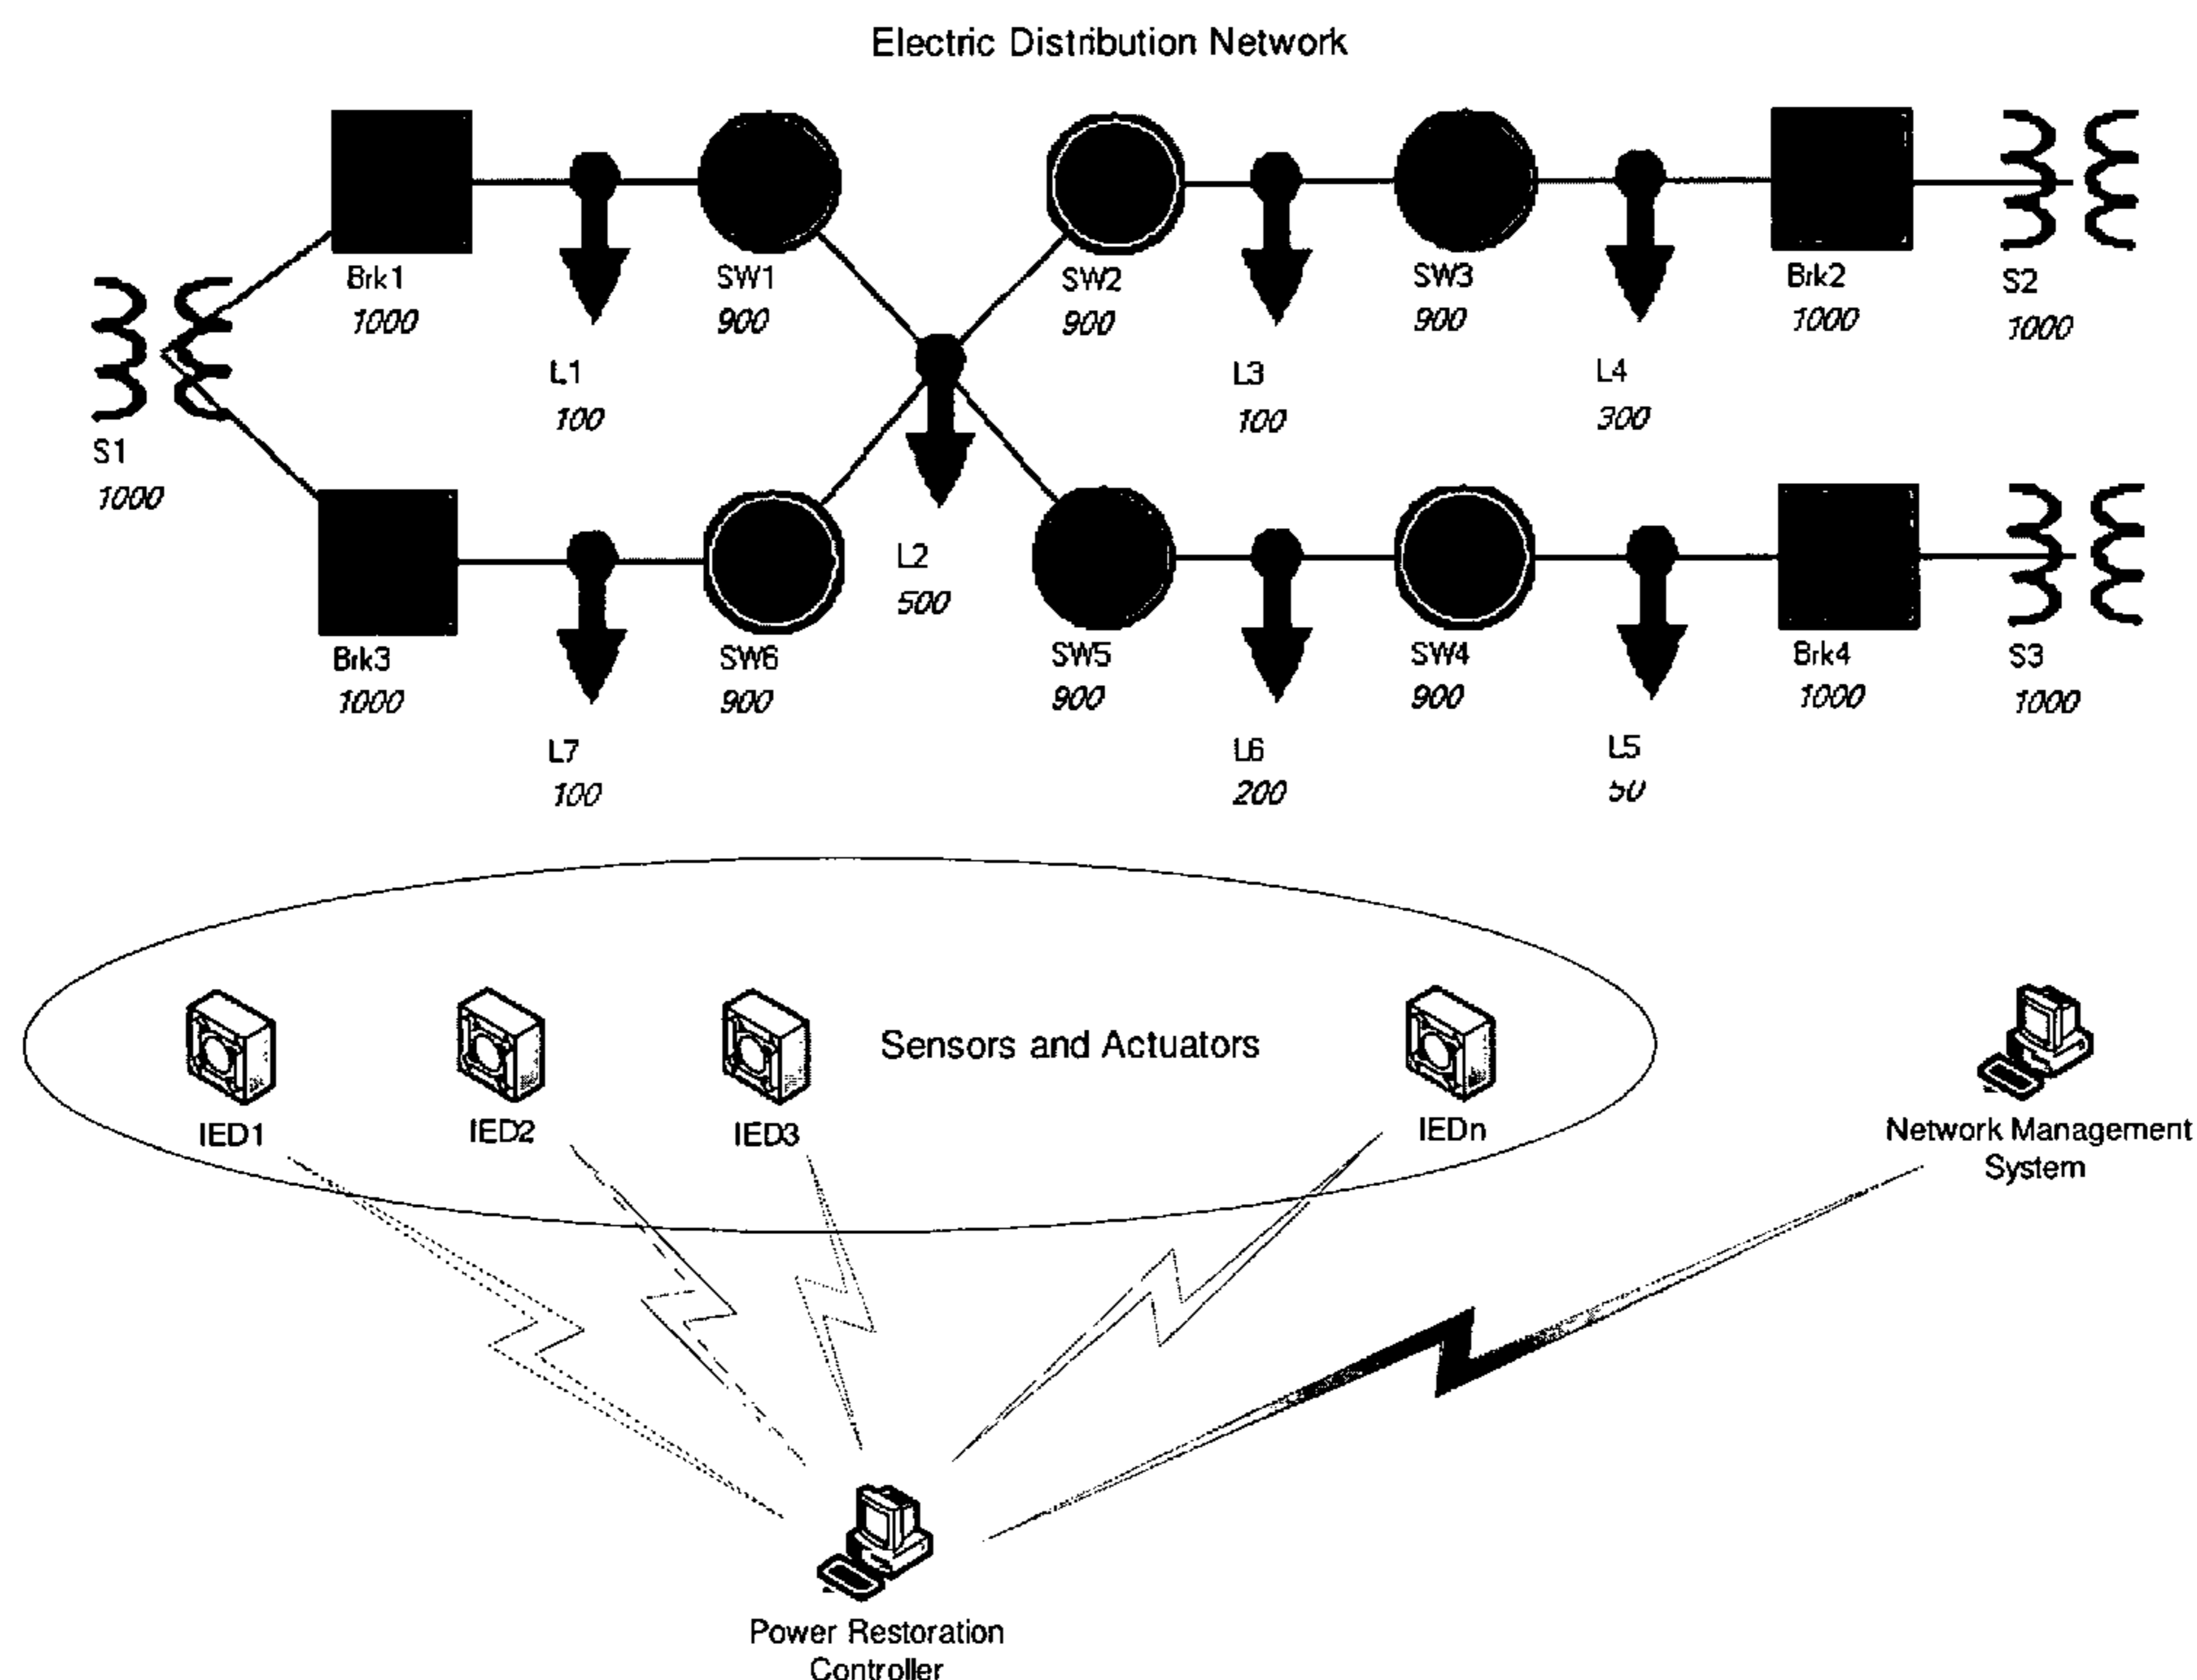 Electric Distribution Network
Brk1
1000
SW1
900
SW2
900
SW3
900
Brk2
1000
S2
1000
L1
100
L3
100
L4
300
S1
1000
L2
500
Brk3
1000
SW6
900
SW5
900
SW4
900
Brk4
1000
S3
1000
L7
100
L6
200
L5
50
Sensors and Actuators
IED1
IED2
IED3
IEDn
Network Management
System
Power Restoration
Controller